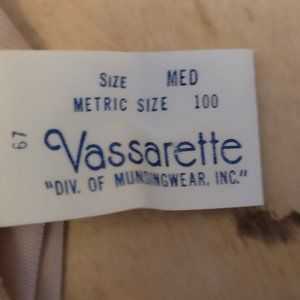 SIZE MED
METRIC SIZE 100
67
Vassarette
"DIV. OF MUNSINGWEAR, INC."